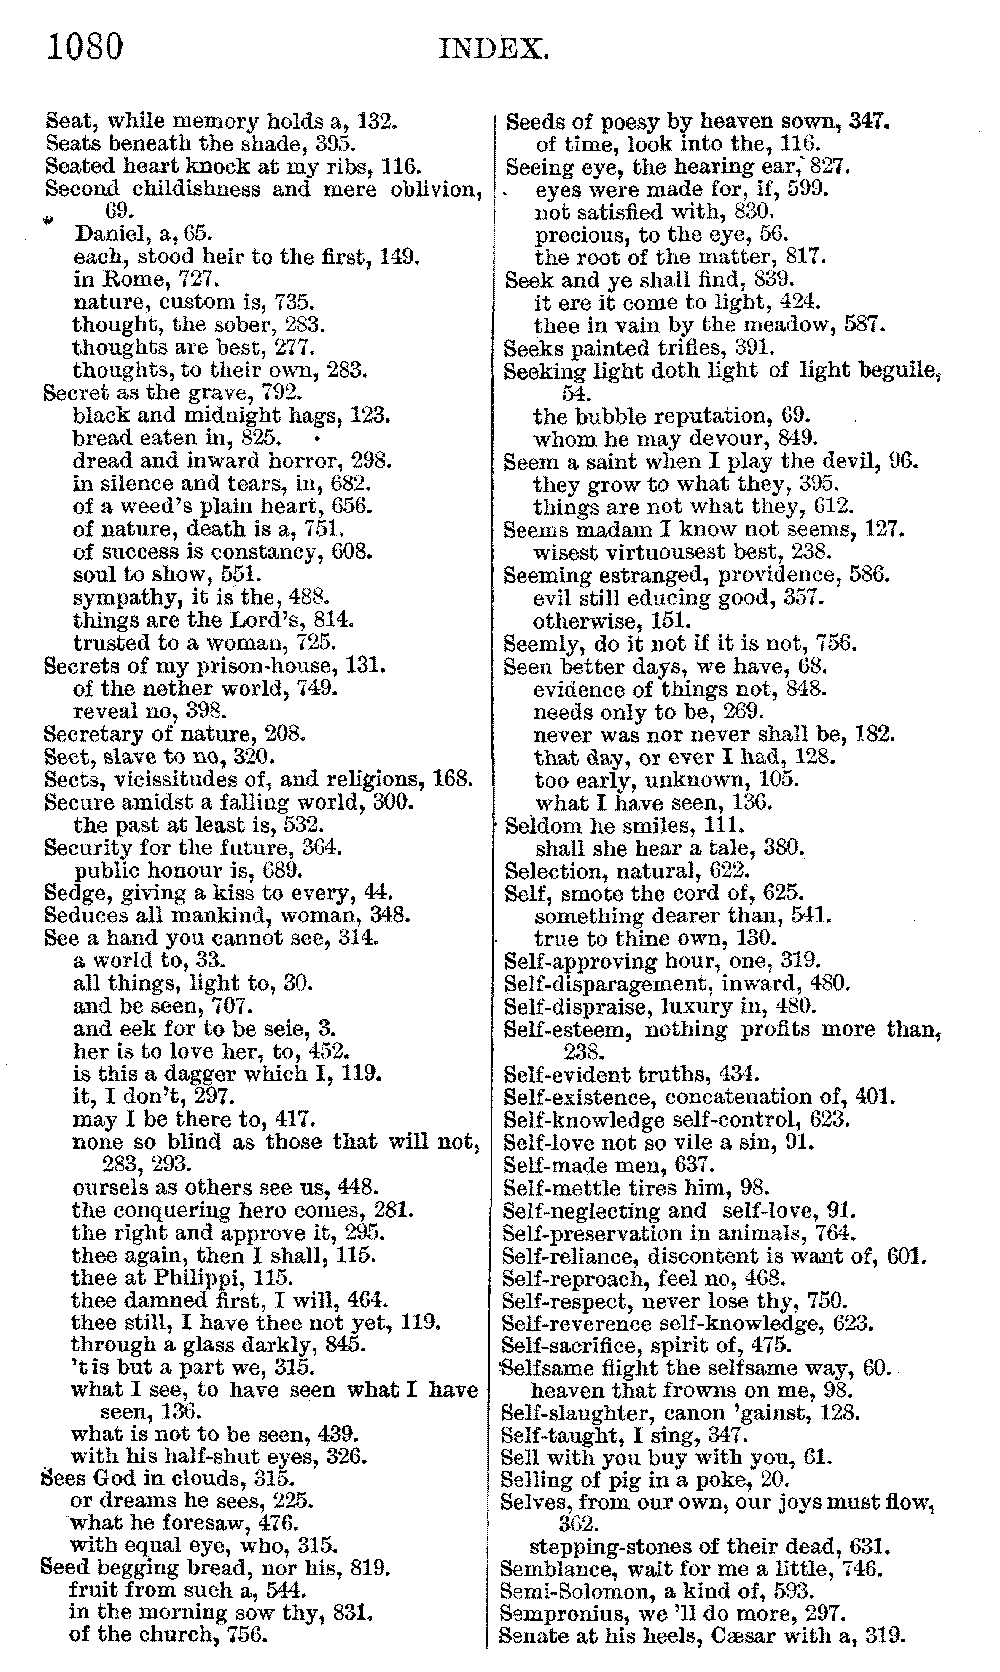 1080
INDEX.
Seat, while memory holds a, 132.
Seats beneath the shade, 395.
Seated heart knock at my ribs, 116.
Second childishness and mere oblivion,
69.
Daniel, a, 65.
each, stood heir to the first, 149.
in Rome, 727.
nature, custom is, 735.
thought, the sober, 283.
thoughts are best, 277.
thoughts, to their own, 283.
Secret as the grave, 792.
black and midnight hags, 123.
bread eaten in, 825.
dread and inward horror, 298.
in silence and tears, in, 682.
of a weed's plain heart, 656.
of nature, death is a, 751.
of success is constancy, 608.
soul to show, 551.
sympathy, it is the, 488.
things are the Lord's, 814.
trusted to a woman, 725.
Secrets of my prison-house, 131.
of the nether world, 749.
reveal no, 398.
Secretary of nature, 208.
Sect, slave to no, 320.
Sects, vicissitudes of, and religions, 168.
Secure amidst a falling world, 300.
the past at least is, 532.
Security for the future, 364.
public honour is, 689.
Sedge, giving a kiss to every, 44.
Seduces all mankind, woman, 348.
See a hand you cannot see, 314.
a world to, 33.
all things, light to, 30.
and be seen, 707.
and eek for to be seie, 3.
her is to love her, to, 452.
is this a dagger which I, 119.
it, I don't, 297.
may I be there to, 417.
none so blind as those that will not,
283, 293.
oursels as others see us, 448.
the conquering hero comes, 281.
the right and approve it, 295.
thee again, then I shall, 115.
thee at Philippi, 115.
thee damned first, I will, 464.
thee still, I have thee not yet, 119.
through a glass darkly, 845.
't is but a part we, 315.
what I see, to have seen what I have
seen, 136.
what is not to be seen, 439.
with his half-shut eyes, 326.
Sees God in clouds, 315.
or dreams he sees, 225.
what he foresaw, 476.
with equal eye, who, 315.
Seed begging bread, nor his, 819.
fruit from such a, 544.
in the morning sow thy, 831.
of the church, 756.
Seeds of poesy by heaven sown, 347.
of time, look into the, 116.
Seeing eye, the hearing ear, 827.
eyes were made for, if, 599.
not satisfied with, 830.
precious, to the eye, 56.
the root of the matter, 817.
Seek and ye shall find, 839.
it ere it come to light, 424.
thee in vain by the meadow, 587.
Seeks painted trifles, 391.
Seeking light doth light of light beguile,
54.
the bubble reputation, 69.
whom he may devour, 849.
Seem a saint when I play the devil, 96.
they grow to what they, 395.
things are not what they, 612.
Seems madam I know not seems, 127.
wisest virtuousest best, 238.
Seeming estranged, providence, 586.
evil still educing good, 357.
otherwise, 151.
Seemly, do it not if it is not, 756.
Seen better days, we have, 68.
evidence of things not, 848.
needs only to be, 269.
never was nor never shall be, 182.
that day, or ever I had, 128.
too early, unknown, 105.
what I have seen, 136.
Seldom he smiles, 111.
shall she hear a tale, 380.
Selection, natural, 622.
Self, smote the cord of, 625.
something dearer than, 541.
true to thine own, 130.
Self-approving hour, one, 319.
Self-disparagement, inward, 480.
Self-dispraise, luxury in, 480.
Self-esteem, nothing profits more than,
238.
Self-evident truths, 434.
Self-existence, concatenation of, 401.
Self-knowledge self-control, 623.
Self-love not so vile a sin, 91.
Self-made men, 637.
Self-mettle tires him, 98.
Self-neglecting and self-love, 91.
Self-preservation in animals, 764.
Self-reliance, discontent is want of, 601.
Self-reproach, feel no, 468.
Self-respect, never lose thy, 750.
Self-reverence self-knowledge, 623.
Self-sacrifice, spirit of, 475.
Selfsame flight the selfsame way, 60.
heaven that frowns on me, 98.
Self-slaughter, canon 'gainst, 128.
Self-taught, I sing, 347.
Sell with you buy with you, 61.
Selling of pig in a poke, 20.
Selves, from our own, our joys must flow,
362.
stepping-stones of their dead, 631.
Semblance, wait for me a little, 746.
Semi-Solomon, a kind of, 593.
Sempronius, we 'll do more, 297.
Senate at his heels, Cæsar with a, 319.